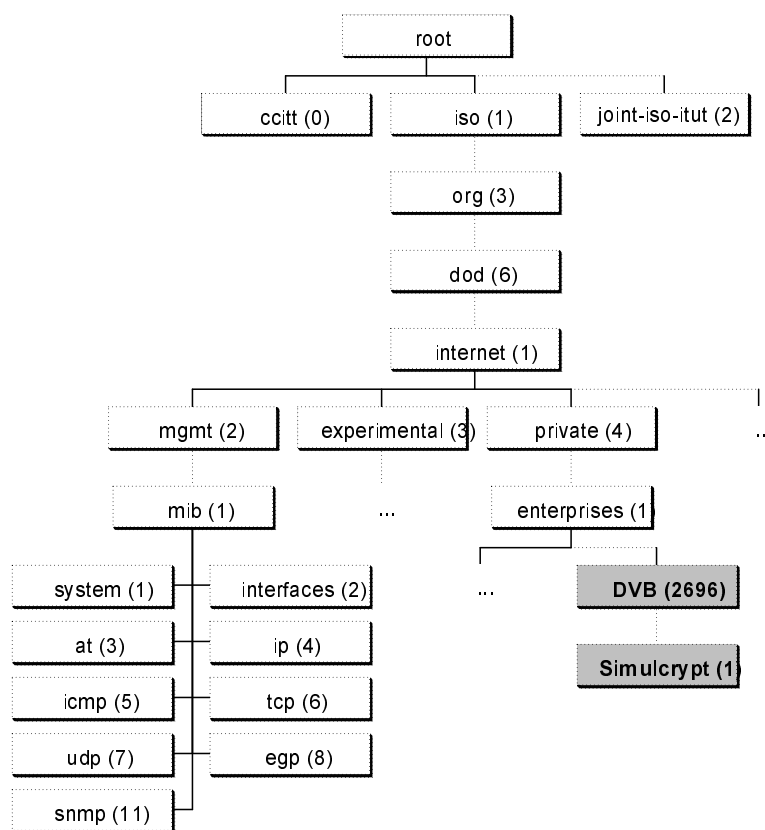 root
ccitt (0)
iso (1)
joint-iso-itut (2)
org (3)
dod (6)
internet (1)
mgmt (2)
experimental (3)
private (4)
..
mib (1)
...
enterprises (1)
system (1)
interfaces (2)
...
DVB (2696)
at (3)
ip (4)
Simulcrypt (1)
icmp (5)
tcp (6)
udp (7)
egp (8)
snmp (11)